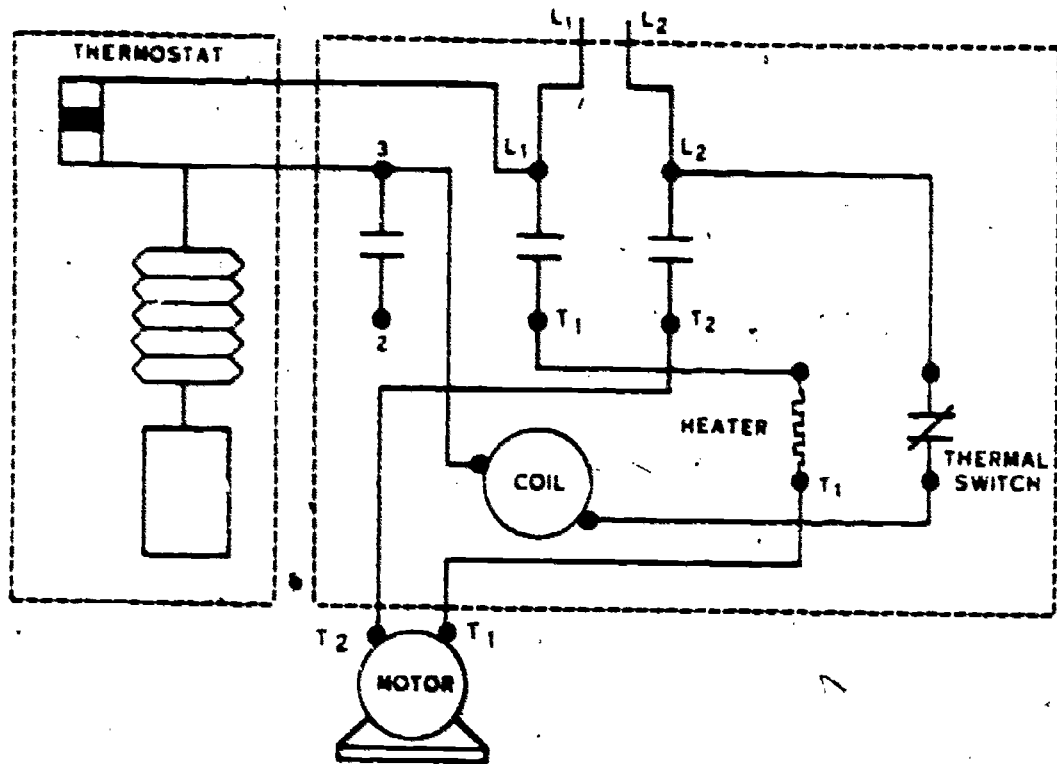 L1 L2
THERMOSTAT
3
L1
L2
2
T1
T2
HEATER
COIL
THERMAL
SWITCH
T1
T2
T1
MOTOR